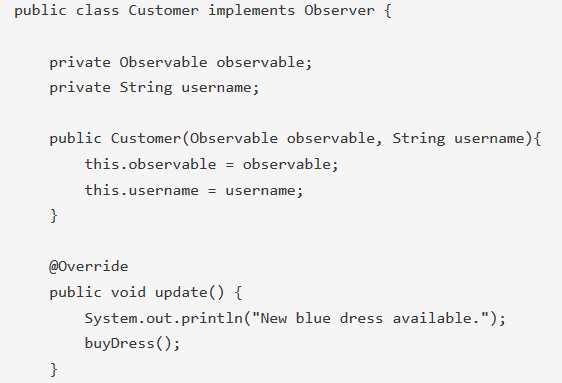 public class Customer implements Observer {
private Observable observable;
private String username;
public Customer(Observable observable, String username){
this.observable = observable;
this.username = username;
}
@Override
public void update() {
System.out.println("New blue dress available.");
buyDress();
}